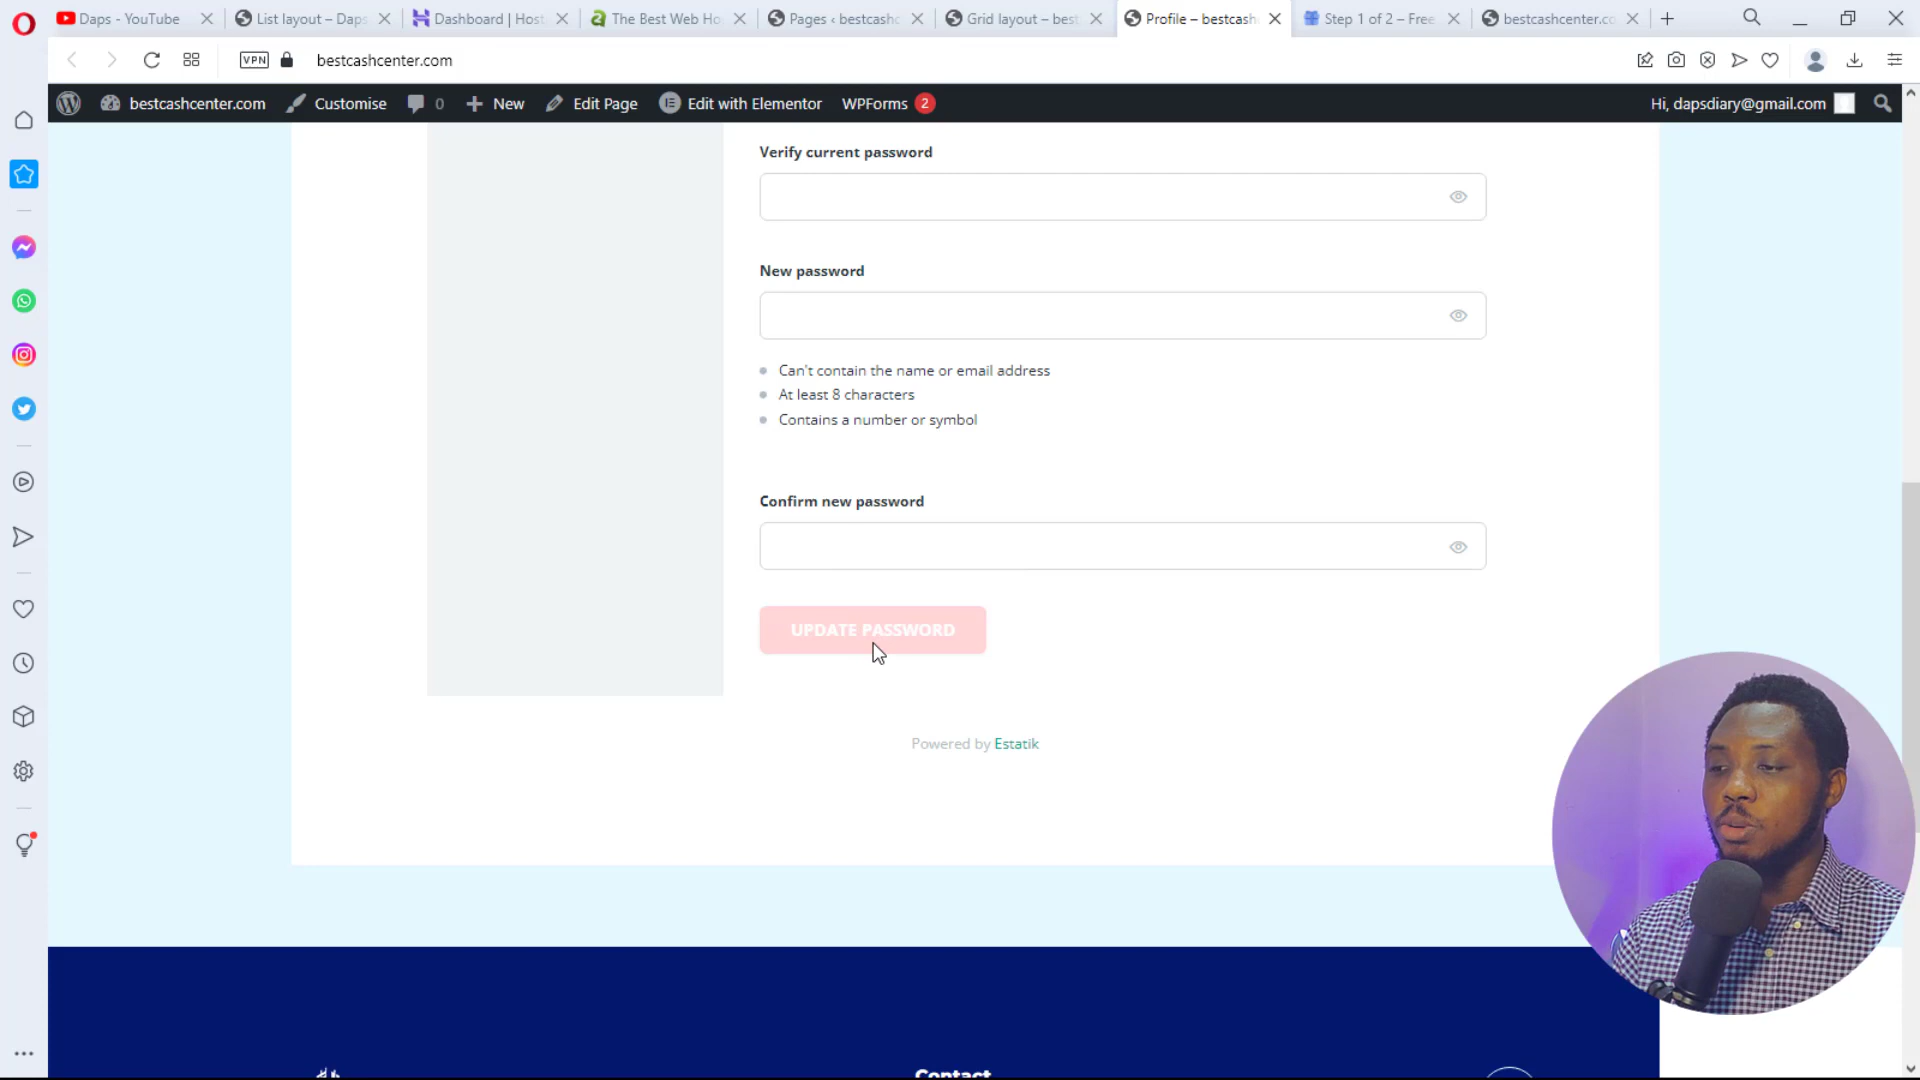 Daps - YouTube
List layout – Daps
Dashboard | Host
The Best Web Ho
Pages ‹ bestcashc
Grid layout – best
Profile – bestcash
Step 1 of 2 – Free
bestcashcenter.co
VPN
bestcashcenter.com
bestcashcenter.com
Customise
0
New
Edit Page
Edit with Elementor
WPForms 2
Hi, dapsdiary@gmail.com
Verify current password
New password
Can't contain the name or email address
At least 8 characters
Contains a number or symbol
Confirm new password
UPDATE PASSWORD
Powered by Estatik
Contact